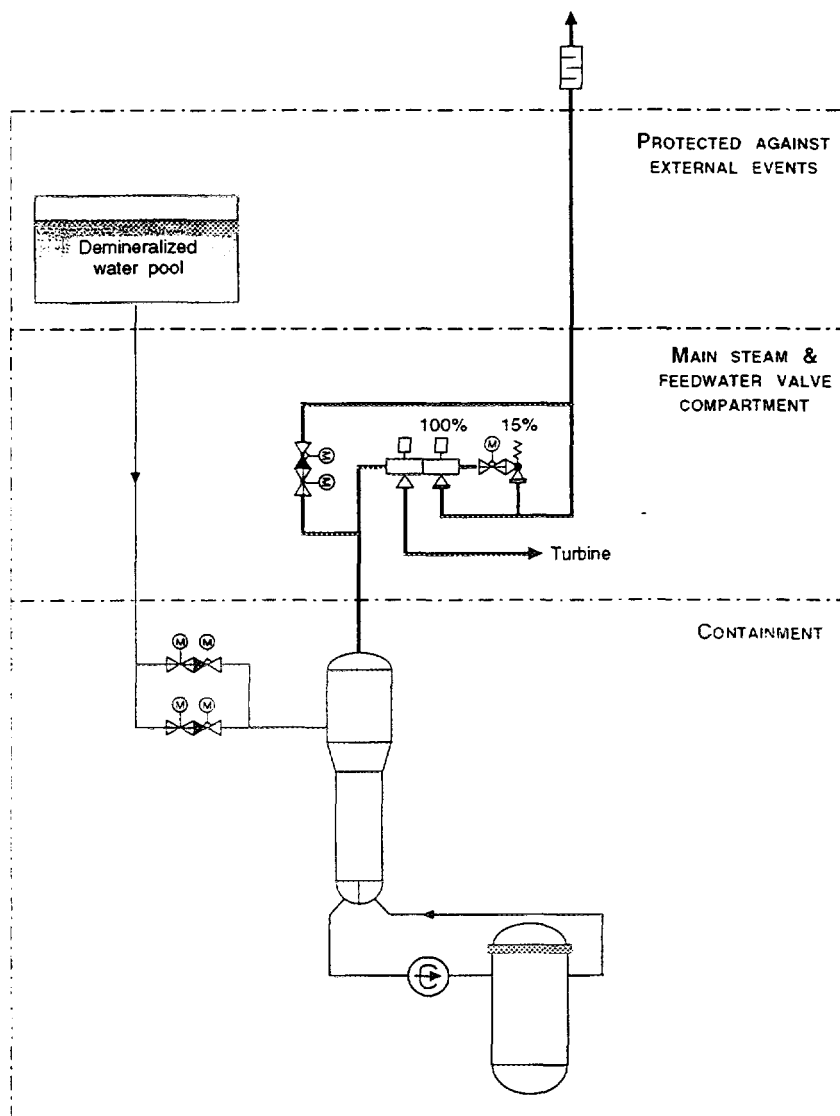 PROTECTED AGAINST
EXTERNAL EVENTS
Demineralized
water pool
MAIN STEAM &
FEEDWATER VALVE
COMPARTMENT
100%
15%
M
M
M
Turbine
CONTAINMENT
M
M
M
M